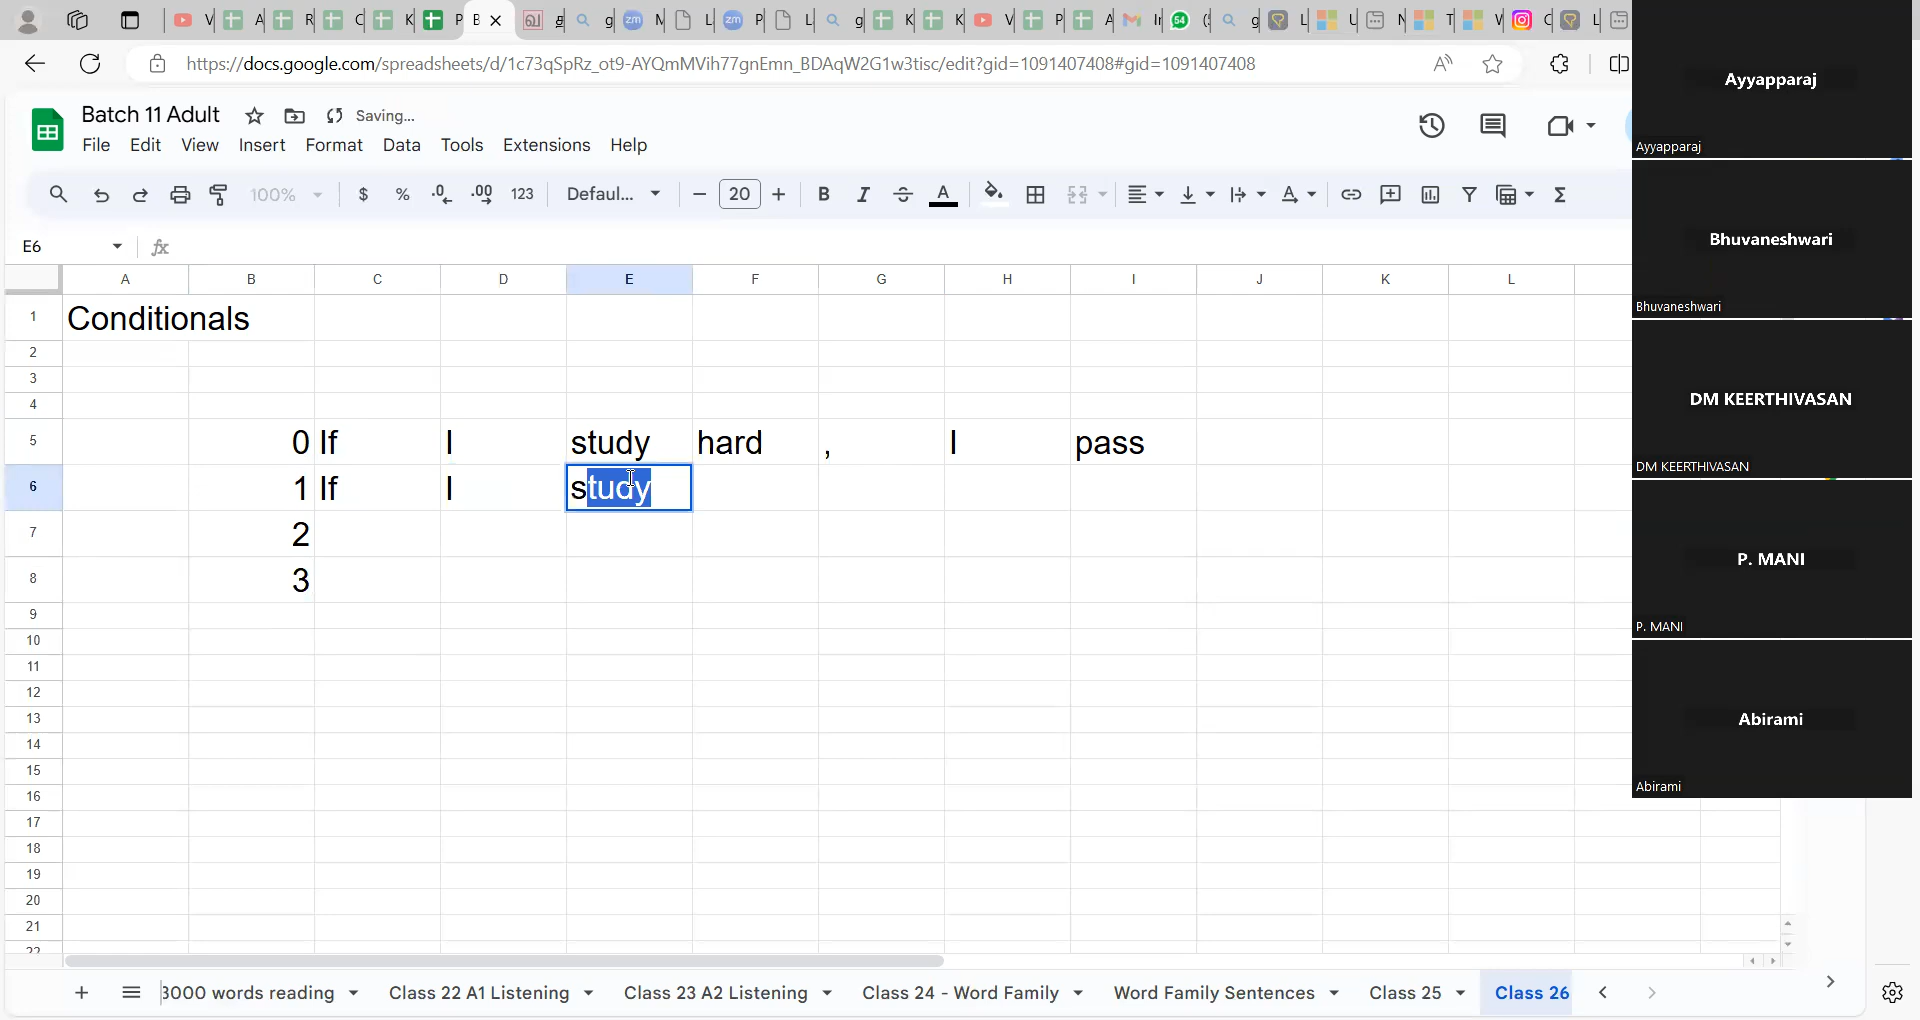 V A R C K P B g g M L P L g K K V P A Ir (5 g L U N T V C L
https://docs.google.com/spreadsheets/d/1c73qSpRz_ot9-AYQmMVih77gnEmn_BDAqW2G1w3tisc/edit?gid=1091407408#gid=1091407408
Batch 11 Adult Saving...
File Edit View Insert Format Data Tools Extensions Help
100% $ % .0 .00 123 Defaul... 20 B I A Σ
E6 fx
A B C D E F G H I J K L
1 Conditionals
2
3
4
5 0 If I study hard , I pass
6 1 If I study
7 2
8 3
9
10
11
12
13
14
15
16
17
18
19
20
21
22
3000 words reading Class 22 A1 Listening Class 23 A2 Listening Class 24 - Word Family Word Family Sentences Class 25 Class 26
Ayyapparaj
Ayyapparaj
Bhuvaneshwari
Bhuvaneshwari
DM KEERTHIVASAN
DM KEERTHIVASAN
P. MANI
P. MANI
Abirami
Abirami